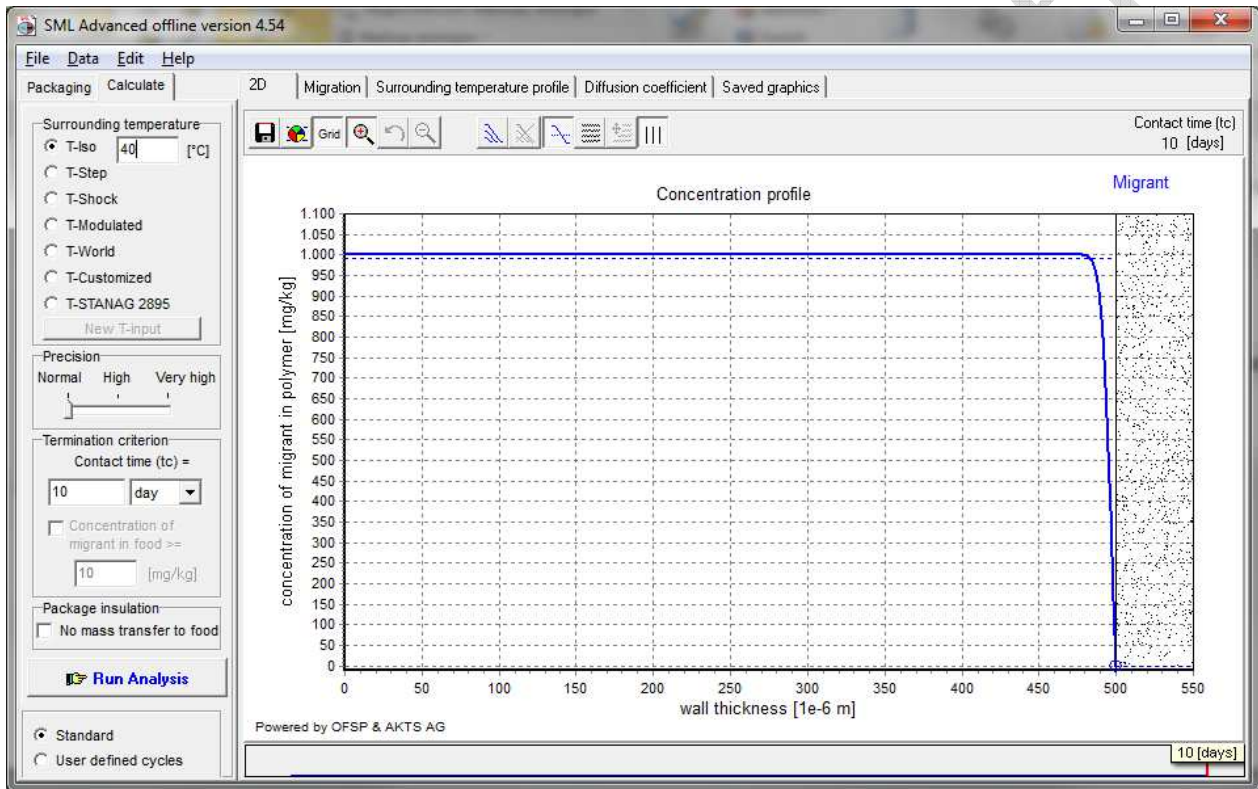 SML Advanced offline version 4.54
File Data Edit Help
Packaging Calculate
2D Migration Surrounding temperature profile Diffusion coefficient Saved graphics
Surrounding temperature
T-Iso 40 [°C]
T-Step
T-Shock
T-Modulated
T-World
T-Customized
T-STANAG 2895
New T-input
Precision
Normal High Very high
Termination criterion
Contact time (tc) =
10 day
Concentration of
migrant in food >=
10 [mg/kg]
Package insulation
No mass transfer to food
Run Analysis
Standard
User defined cycles
Grid
Contact time (tc)
10 [days]
Migrant
Concentration profile
concentration of migrant in polymer [mg/kg]
1.100
1.050
1.000
950
900
850
800
750
700
650
600
550
500
450
400
350
300
250
200
150
100
50
0
0 50 100 150 200 250 300 350 400 450 500 550
wall thickness [1e-6 m]
Powered by OFSP & AKTS AG
10 [days]